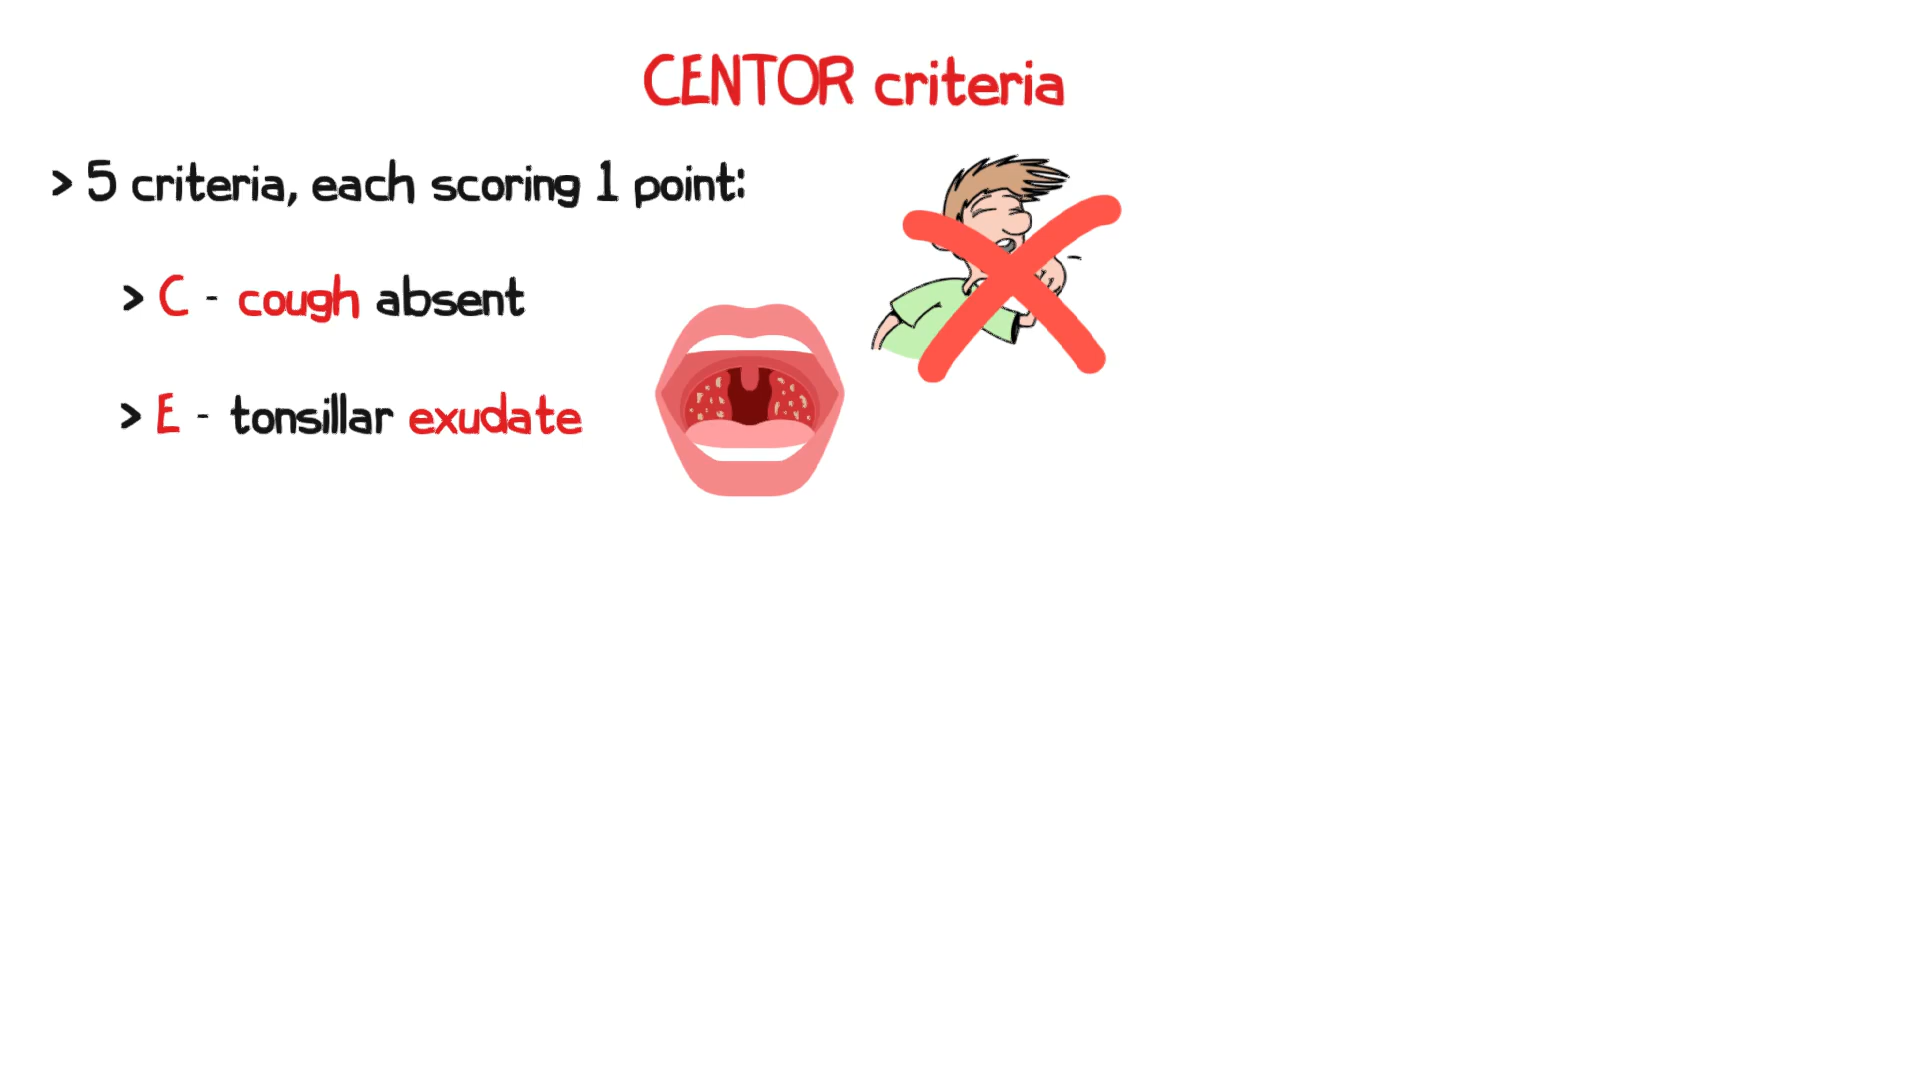 CENTOR criteria
> 5 criteria, each scoring 1 point:
> C - cough absent
> E - tonsillar exudate